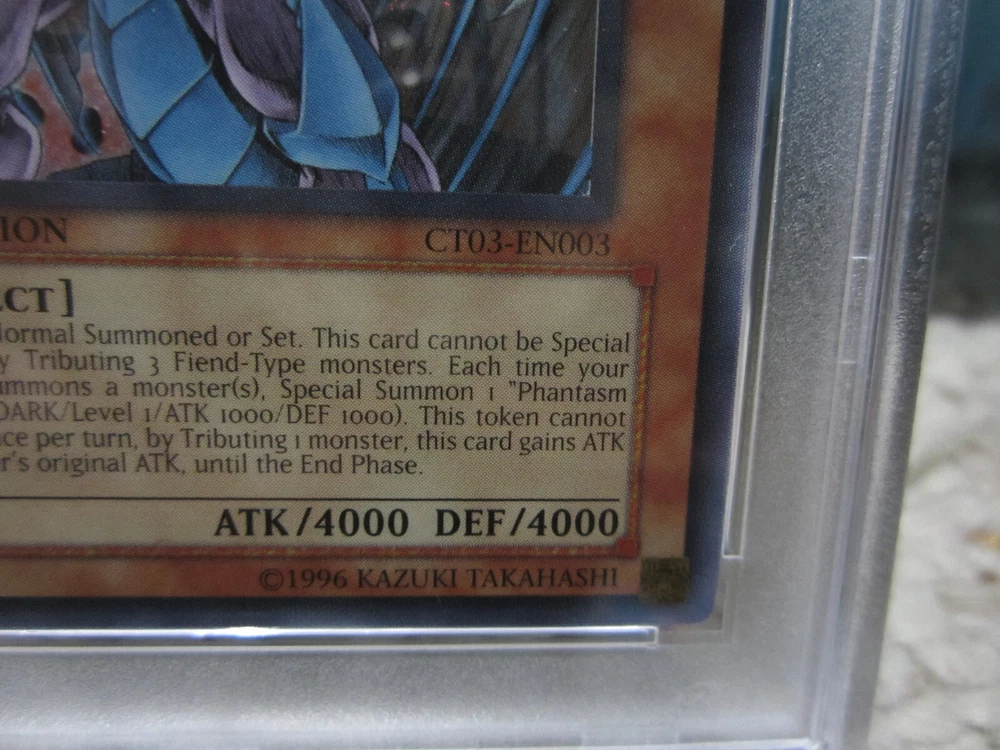 ION
CT03-EN003
ECT]
Normal Summoned or Set. This card cannot be Special
y Tributing 3 Fiend-Type monsters. Each time your
ummons a monster(s), Special Summon 1 "Phantasm
DARK/Level 1/ATK 1000/DEF 1000). This token cannot
ce per turn, by Tributing 1 monster, this card gains ATK
r's original ATK, until the End Phase.
ATK/4000 DEF/4000
©1996 KAZUKI TAKAHASHI